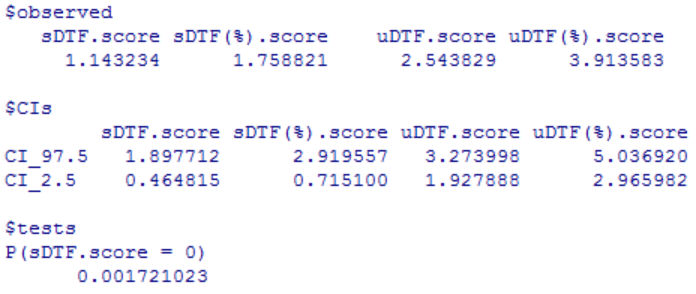 $observed
sDTF.score sDTF(%).score uDTF.score uDTF(%).score
1.143234 1.758821 2.543829 3.913583
$CIs
sDTF.score sDTF(%).score uDTF.score uDTF(%).score
CI_97.5 1.897712 2.919557 3.273998 5.036920
CI_2.5 0.464815 0.715100 1.927888 2.965982
$tests
P(sDTF.score = 0)
0.001721023